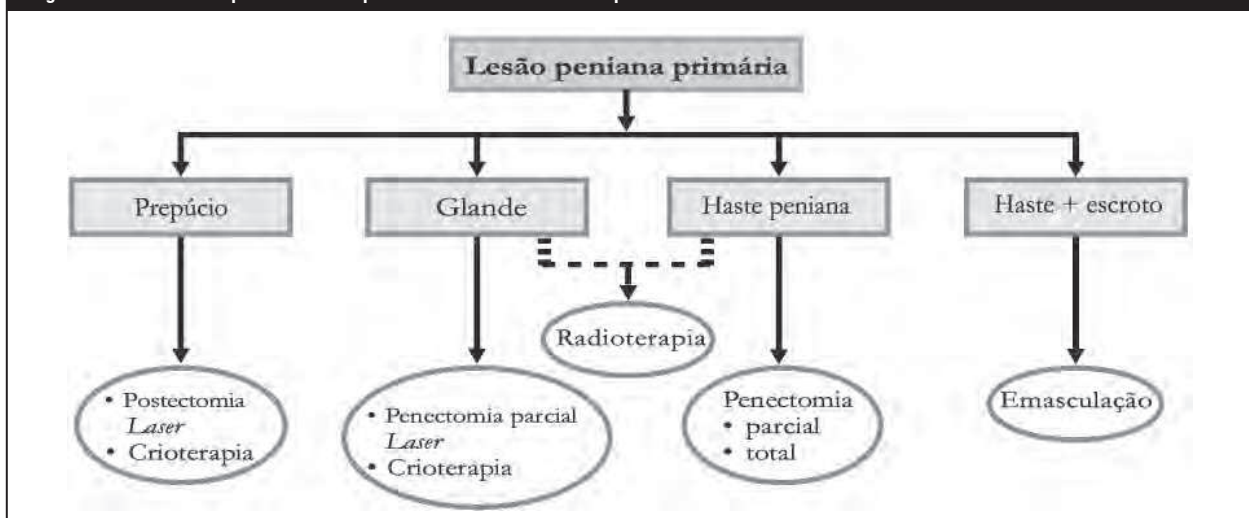 Lesão peniana primária
Prepúcio
Glande
Haste peniana
Haste + escroto
Radioterapia
• Postectomia
Laser
• Crioterapia
• Penectomia parcial
Laser
• Crioterapia
Penectomia
• parcial
• total
Emasculação